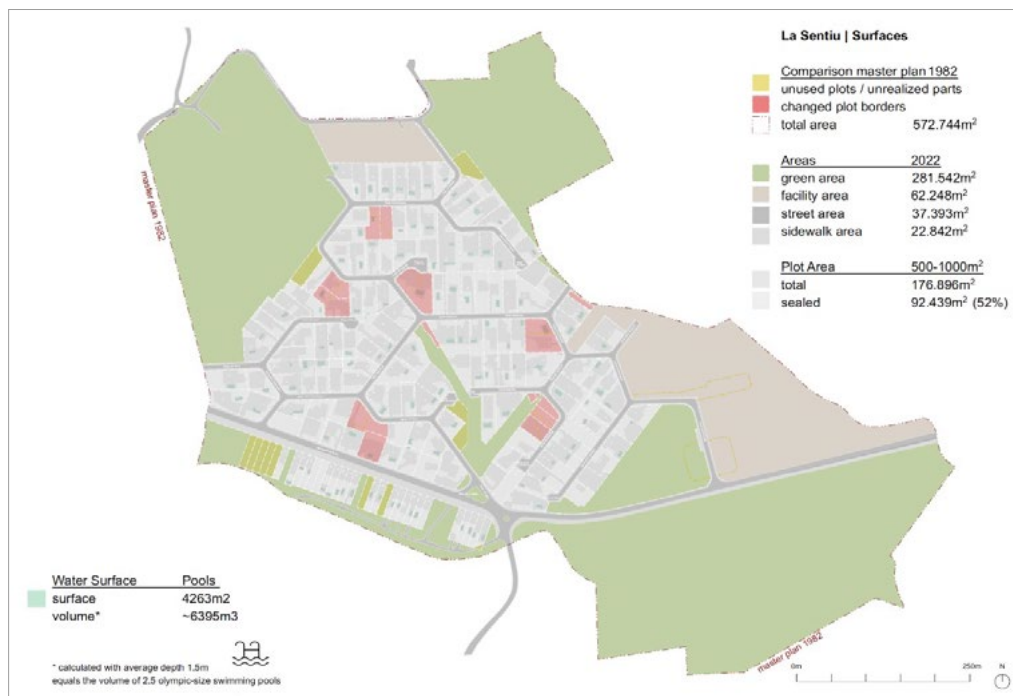 La Sentiu | Surfaces
Comparison master plan 1982
unused plots / unrealized parts
changed plot borders
total area 572.744m²
Areas 2022
green area 281.542m²
facility area 62.248m²
street area 37.393m²
sidewalk area 22.842m²
Plot Area 500-1000m²
total 176.896m²
sealed 92.439m² (52%)
master plan 1982
master plan 1982
Water Surface Pools
surface 4263m2
volume* ~6395m3
* calculated with average depth 1,5m
equals the volume of 2.5 olympic-size swimming pools
0m 250m N